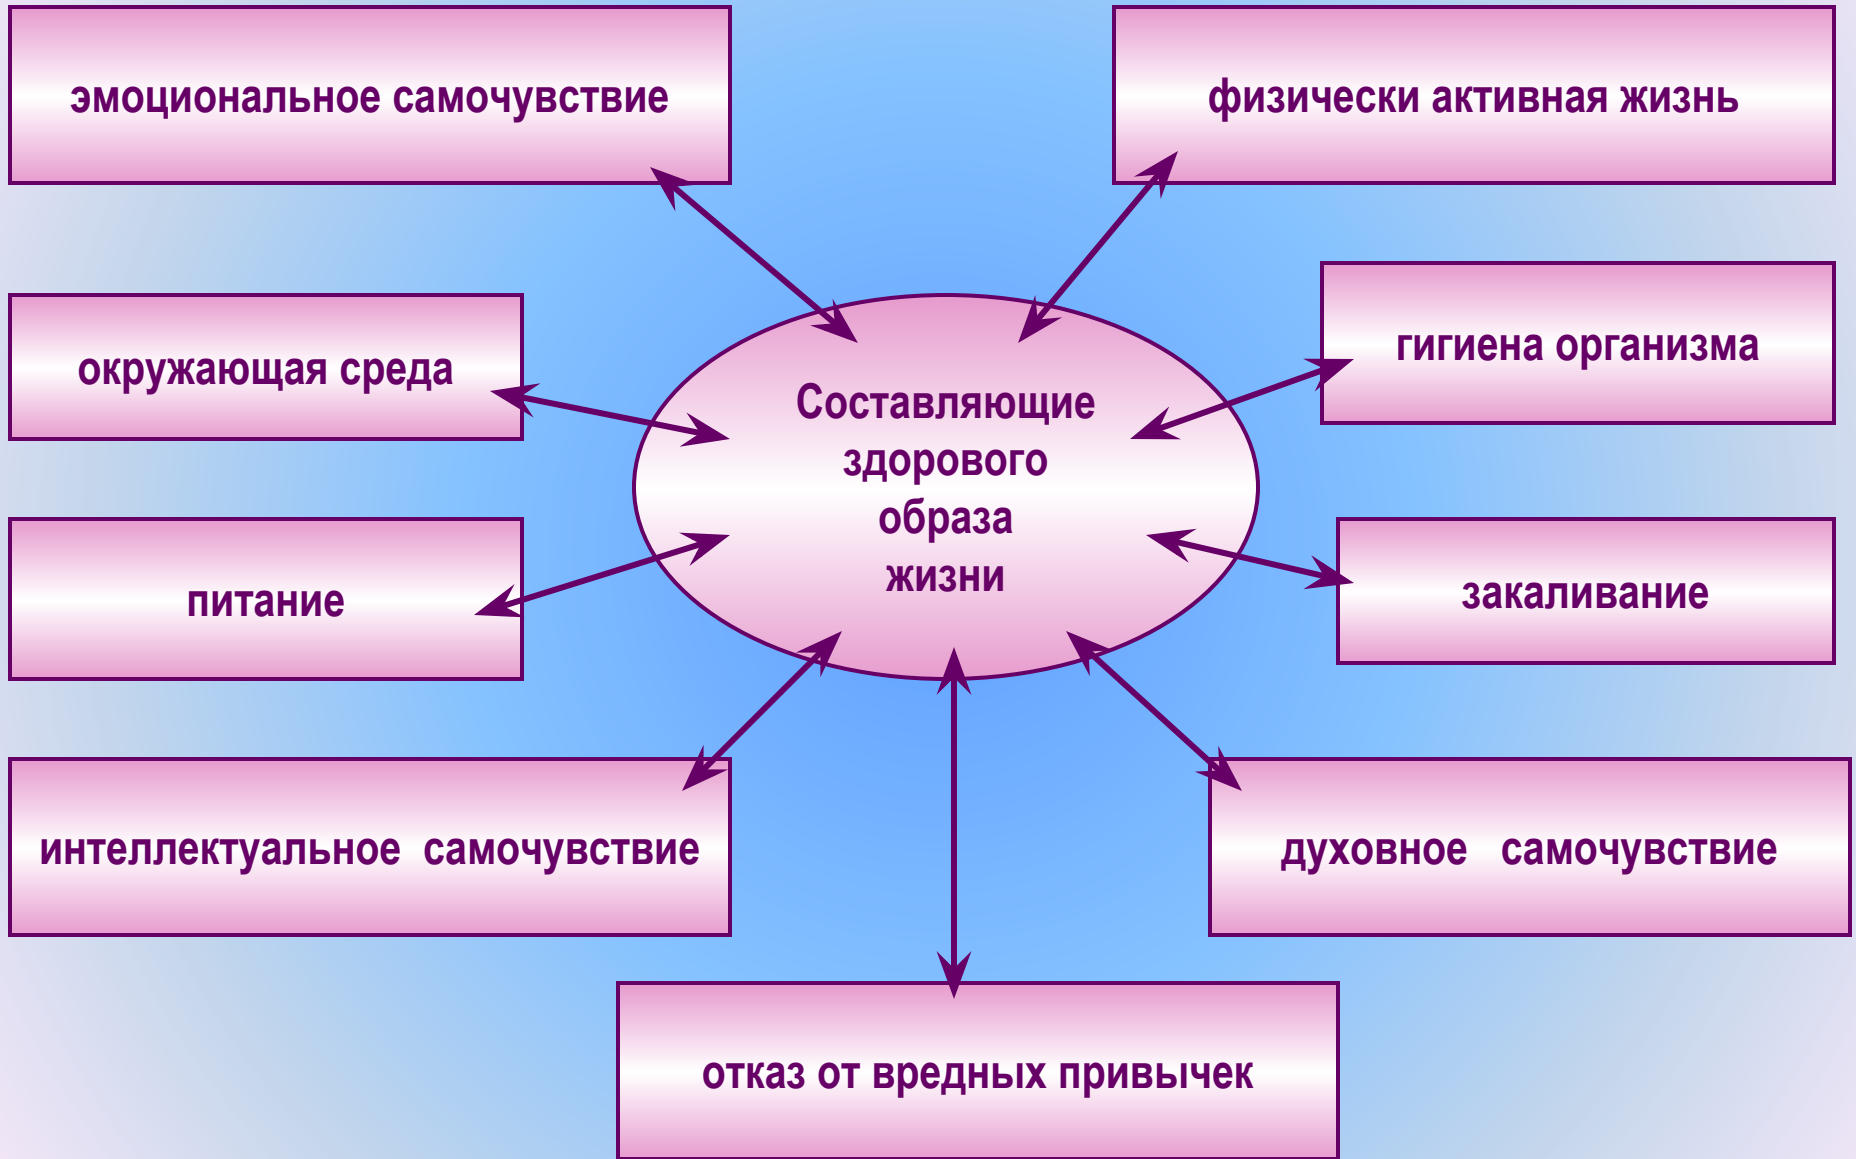 эмоциональное самочувствие
физически активная жизнь
окружающая среда
гигиена организма
Составляющие
здорового
образа
жизни
питание
закаливание
интеллектуальное самочувствие
духовное самочувствие
отказ от вредных привычек